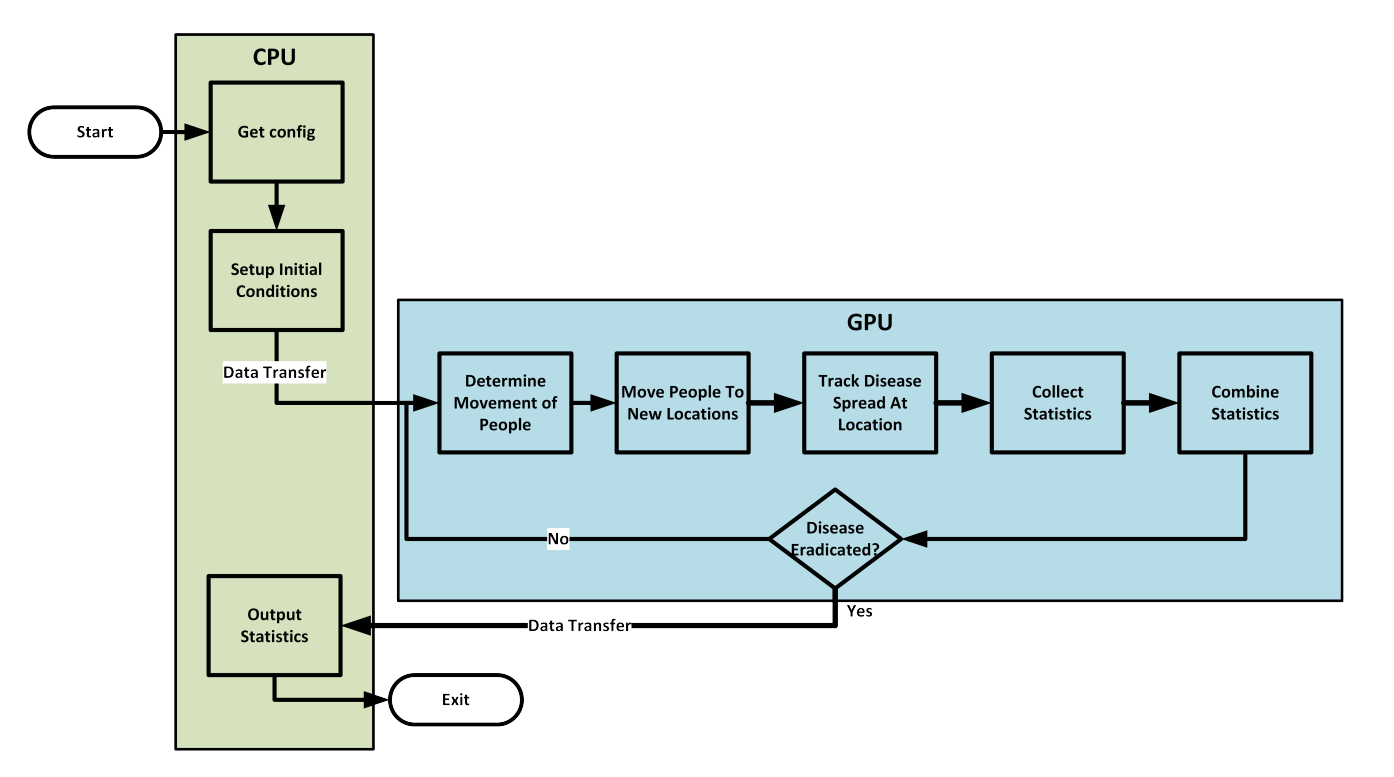 CPU
Start
Get config
Setup Initial
Conditions
Data Transfer
GPU
Determine
Movement of
People
Move People To
New Locations
Track Disease
Spread At
Location
Collect
Statistics
Combine
Statistics
Disease
Eradicated?
No
Yes
Data Transfer
Output
Statistics
Exit